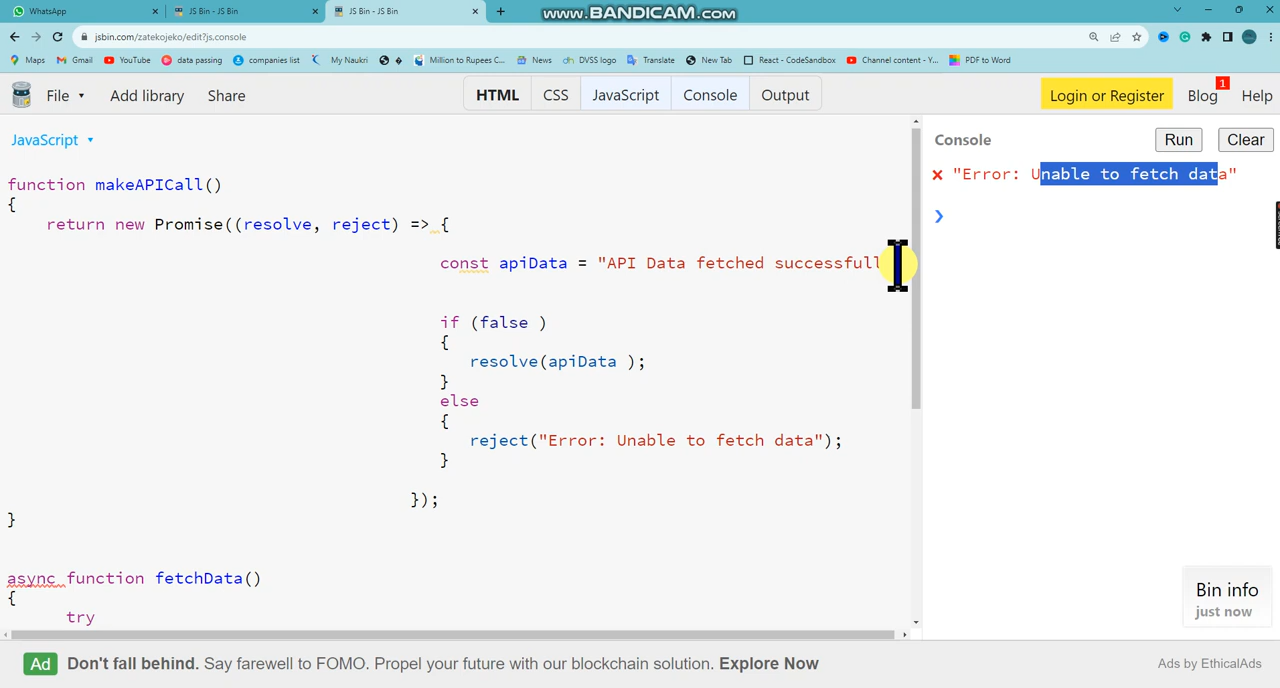 www.BANDICAM.com
WhatsApp
JS Bin - JS Bin
JS Bin - JS Bin
jsbin.com/zatekojeko/edit?js,console
Maps
Gmail
YouTube
data passing
companies list
My Naukri
Million to Rupees C...
News
DVSS logo
Translate
New Tab
React - CodeSandbox
Channel content - Y...
PDF to Word
File
Add library
Share
HTML
CSS
JavaScript
Console
Output
Login or Register
Blog
1
Help
JavaScript
function makeAPICall()
{
return new Promise((resolve, reject) => {
const apiData = "API Data fetched successfull
if (false )
{
resolve(apiData );
}
else
{
reject("Error: Unable to fetch data");
}
});
}
async function fetchData()
{
try
Console
Run
Clear
"Error: Unable to fetch data"
Bin info
just now
Ad
Don't fall behind. Say farewell to FOMO. Propel your future with our blockchain solution. Explore Now
Ads by EthicalAds